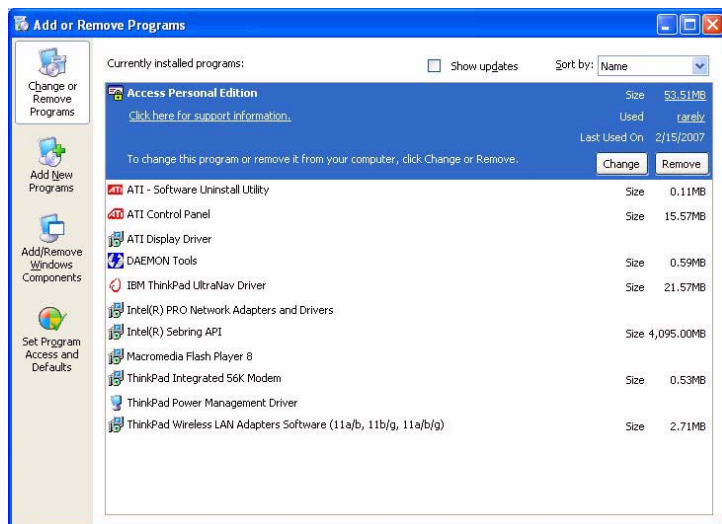 Add or Remove Programs
Change or
Remove
Programs
Add New
Programs
Add/Remove
Windows
Components
Set Program
Access and
Defaults
Currently installed programs:
Show updates
Sort by: Name
Access Personal Edition
Size 53.51MB
Click here for support information.
Used rarely
Last Used On 2/15/2007
To change this program or remove it from your computer, click Change or Remove.
Change Remove
ATI - Software Uninstall Utility Size 0.11MB
ATI Control Panel Size 15.57MB
ATI Display Driver
DAEMON Tools Size 0.59MB
IBM ThinkPad UltraNav Driver Size 21.57MB
Intel(R) PRO Network Adapters and Drivers
Intel(R) Sebring API Size 4,095.00MB
Macromedia Flash Player 8
ThinkPad Integrated 56K Modem Size 0.53MB
ThinkPad Power Management Driver
ThinkPad Wireless LAN Adapters Software (11a/b, 11b/g, 11a/b/g) Size 2.71MB